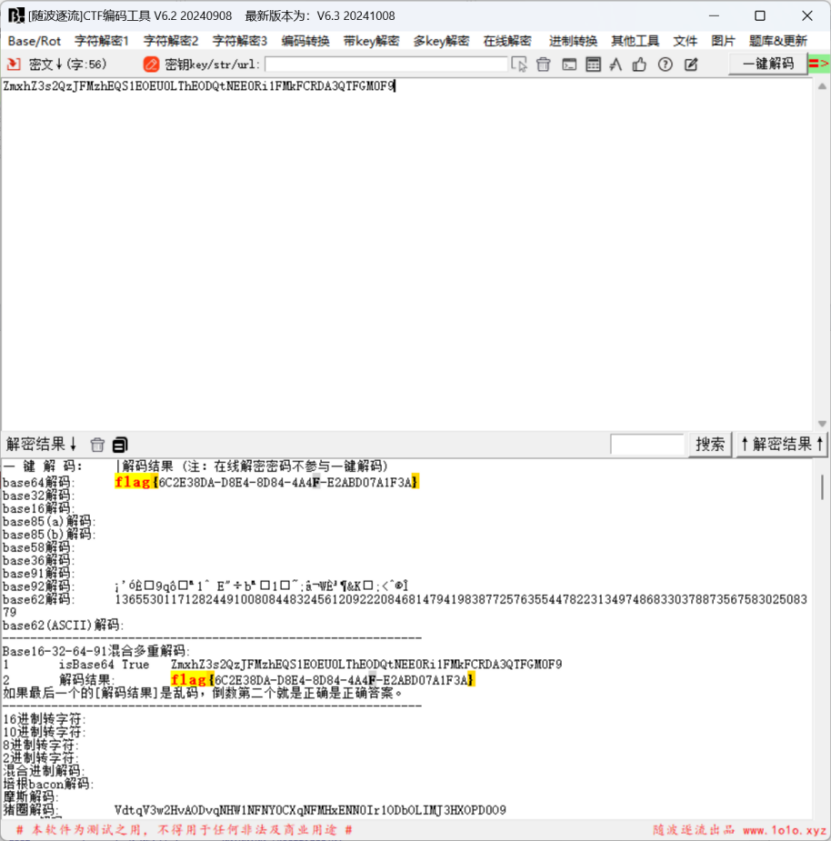 [随波逐流]CTF编码工具 V6.2 20240908 最新版本为: V6.3 20241008
Base/Rot 字符解密1 字符解密2 字符解密3 编码转换 带key解密 多key解密 在线解密 进制转换 其他工具 文件 图片 题库&更新
密文↓(字:56) 密钥key/str/url: 一键解码 =>
ZmxhZ3s2QzJFMzhEQS1EOEU0LThEODQtNEE0Ri1FMkFCRDA3QTFGM0F9
解密结果↓ 搜索 ↑解密结果↑
一 键 解 码: |解码结果 (注: 在线解密密码不参与一键解码)
base64解码: flag{6C2E38DA-D8E4-8D84-4A4F-E2ABD07A1F3A}
base32解码:
base16解码:
base85(a)解码:
base85(b)解码:
base58解码:
base36解码:
base91解码:
base92解码:
base62解码: 136553011712824491008084483245612092220846814794198387725763554478223134974868330378873567583025083
79
base62(ASCII)解码:
Base16-32-64-91混合多重解码:
1 isBase64 True ZmxhZ3s2QzJFMzhEQS1EOEU0LThEODQtNEE0Ri1FMkFCRDA3QTFGM0F9
2 解码结果: flag{6C2E38DA-D8E4-8D84-4A4F-E2ABD07A1F3A}
如果最后一个的[解码结果]是乱码，倒数第二个就是正确是正确答案。
16进制转字符:
10进制转字符:
8进制转字符:
2进制转字符:
混合进制解码:
培根bacon解码:
摩斯解码:
猪圈解码: VdtqV3w2HvAODvqNHW1NFNY0CXqNFMHxENN0Ir1ODbOLIMJ3HXOPD0O9
# 本软件为测试之用, 不得用于任何非法及商业用途 # 随波逐流出品 www.1o1o.xyz